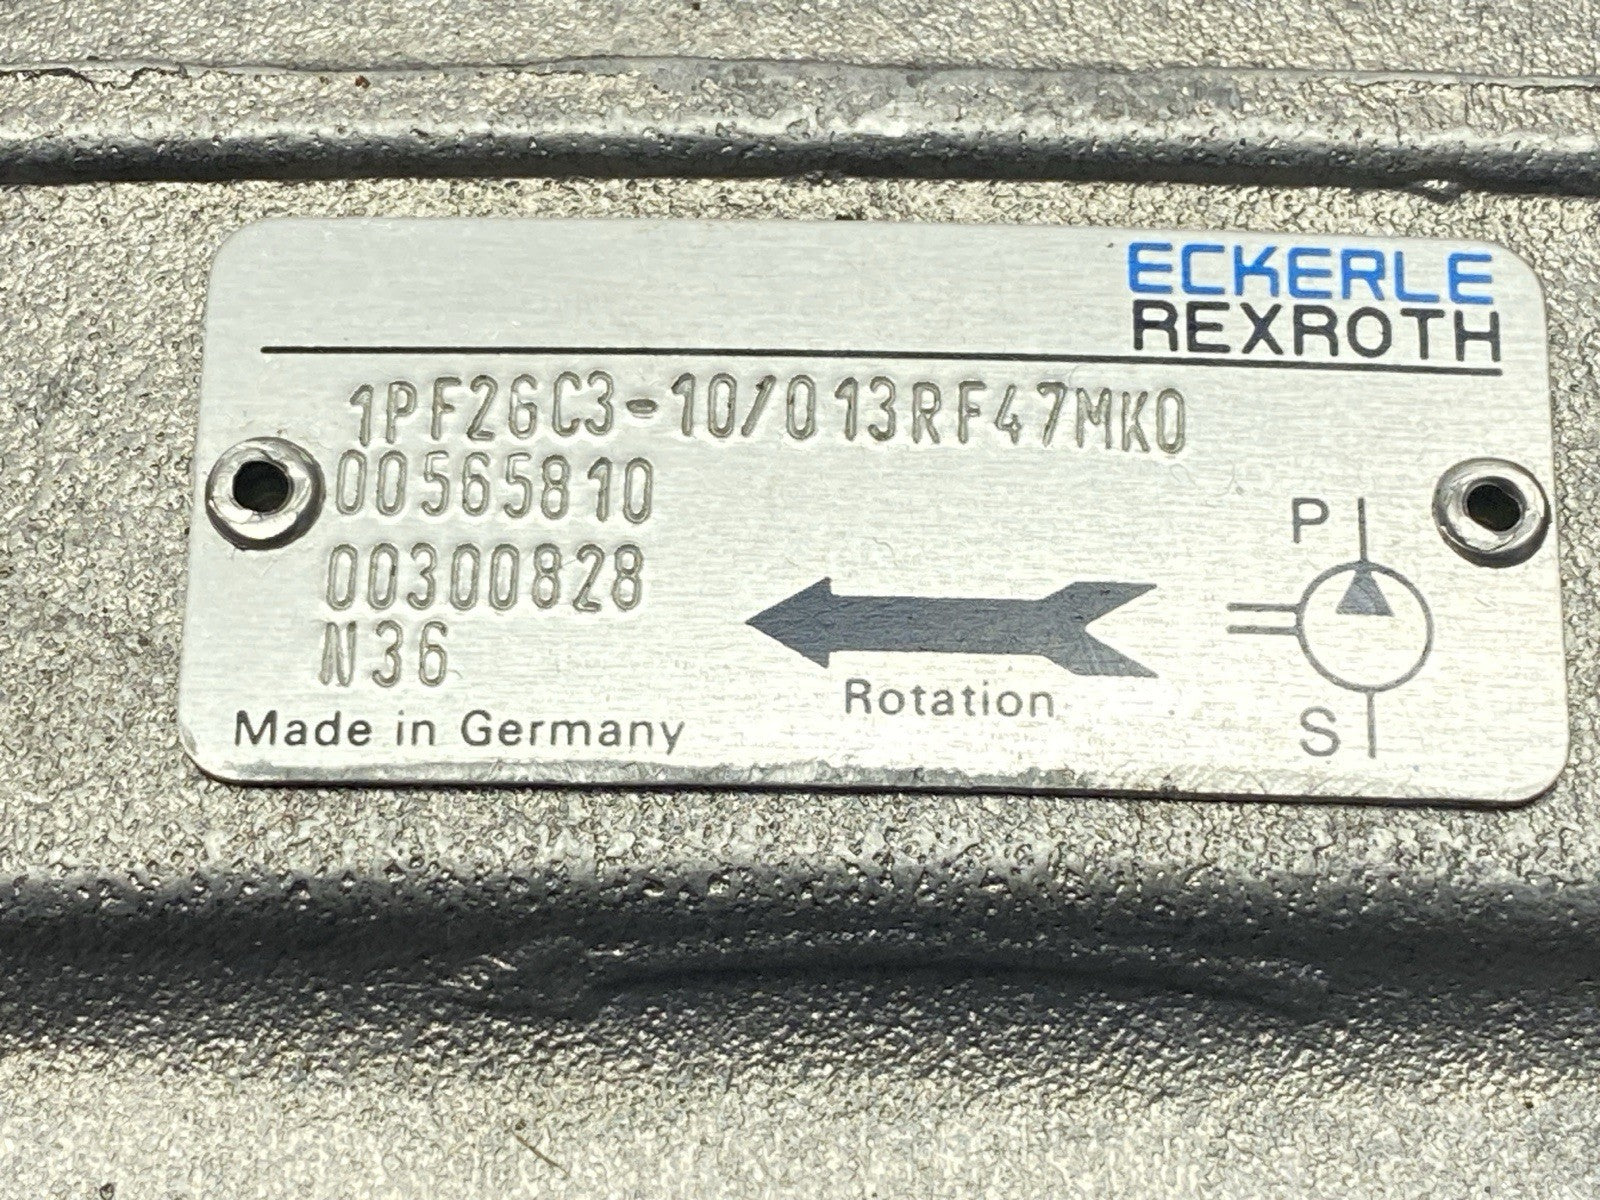 ECKERLE
REXROTH
1PF2GC3-10/013RF47MK0
00565810
00300828
N36
P
Rotation
S
Made in Germany